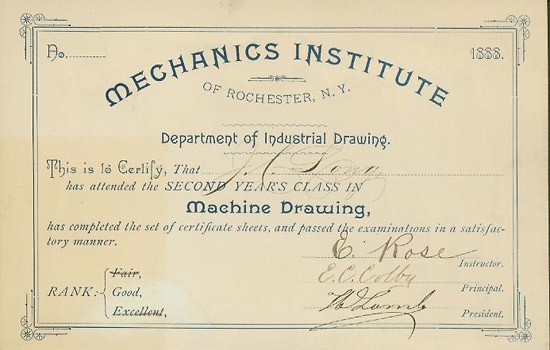 No. 1888.
MECHANICS INSTITUTE
OF ROCHESTER, N.Y.
Department of Industrial Drawing.
This is to Certify, That
has attended the SECOND YEAR'S CLASS IN
Machine Drawing,
has completed the set of certificate sheets, and passed the examinations in a satisfac-
tory manner.
E. Rose
Instructor.
E. C. Colby
Principal.
RANK:
Fair,
Good,
Excellent,
Lomb
President.